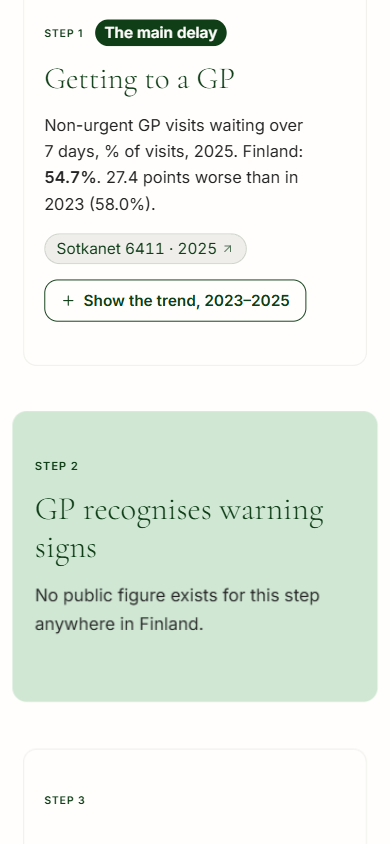 STEP 1 The main delay
Getting to a GP
Non-urgent GP visits waiting over
7 days, % of visits, 2025. Finland:
54.7%. 27.4 points worse than in
2023 (58.0%).
Sotkanet 6411 · 2025 ↗
+ Show the trend, 2023–2025
STEP 2
GP recognises warning
signs
No public figure exists for this step
anywhere in Finland.
STEP 3